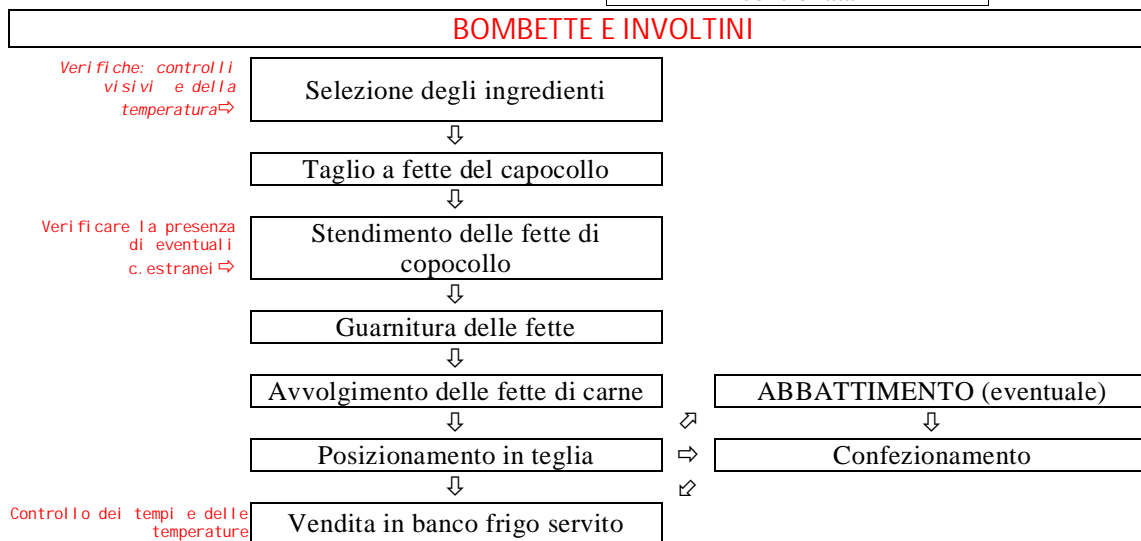 BOMBETTE E INVOLTINI
Verifiche: controlli
visivi e della
temperatura⇨
Selezione degli ingredienti
⇩
Taglio a fette del capocollo
⇩
Verificare la presenza
di eventuali
c.estranei ⇨
Stendimento delle fette di
copocollo
⇩
Guarnitura delle fette
⇩
Avvolgimento delle fette di carne
ABBATTIMENTO (eventuale)
⇩ ⬀ ⇩
Posizionamento in teglia ⇨ Confezionamento
⇩ ⬃
Controllo dei tempi e delle
temperature
Vendita in banco frigo servito